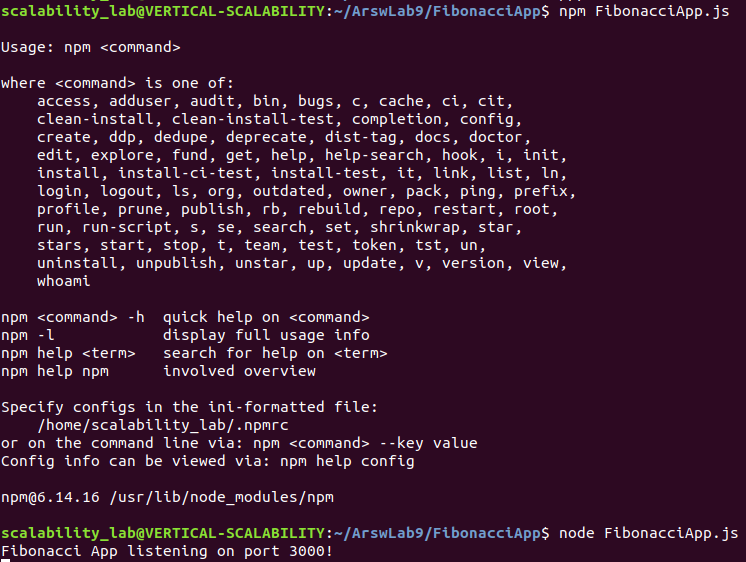 scalability_lab@VERTICAL-SCALABILITY:~/ArswLab9/FibonacciApp$ npm FibonacciApp.js
Usage: npm <command>
where <command> is one of:
access, adduser, audit, bin, bugs, c, cache, ci, cit,
clean-install, clean-install-test, completion, config,
create, ddp, dedupe, deprecate, dist-tag, docs, doctor,
edit, explore, fund, get, help, help-search, hook, i, init,
install, install-ci-test, install-test, it, link, list, ln,
login, logout, ls, org, outdated, owner, pack, ping, prefix,
profile, prune, publish, rb, rebuild, repo, restart, root,
run, run-script, s, se, search, set, shrinkwrap, star,
stars, start, stop, t, team, test, token, tst, un,
uninstall, unpublish, unstar, up, update, v, version, view,
whoami
npm <command> -h  quick help on <command>
npm -l            display full usage info
npm help <term>   search for help on <term>
npm help npm      involved overview
Specify configs in the ini-formatted file:
/home/scalability_lab/.npmrc
or on the command line via: npm <command> --key value
Config info can be viewed via: npm help config
npm@6.14.16 /usr/lib/node_modules/npm
scalability_lab@VERTICAL-SCALABILITY:~/ArswLab9/FibonacciApp$ node FibonacciApp.js
Fibonacci App listening on port 3000!